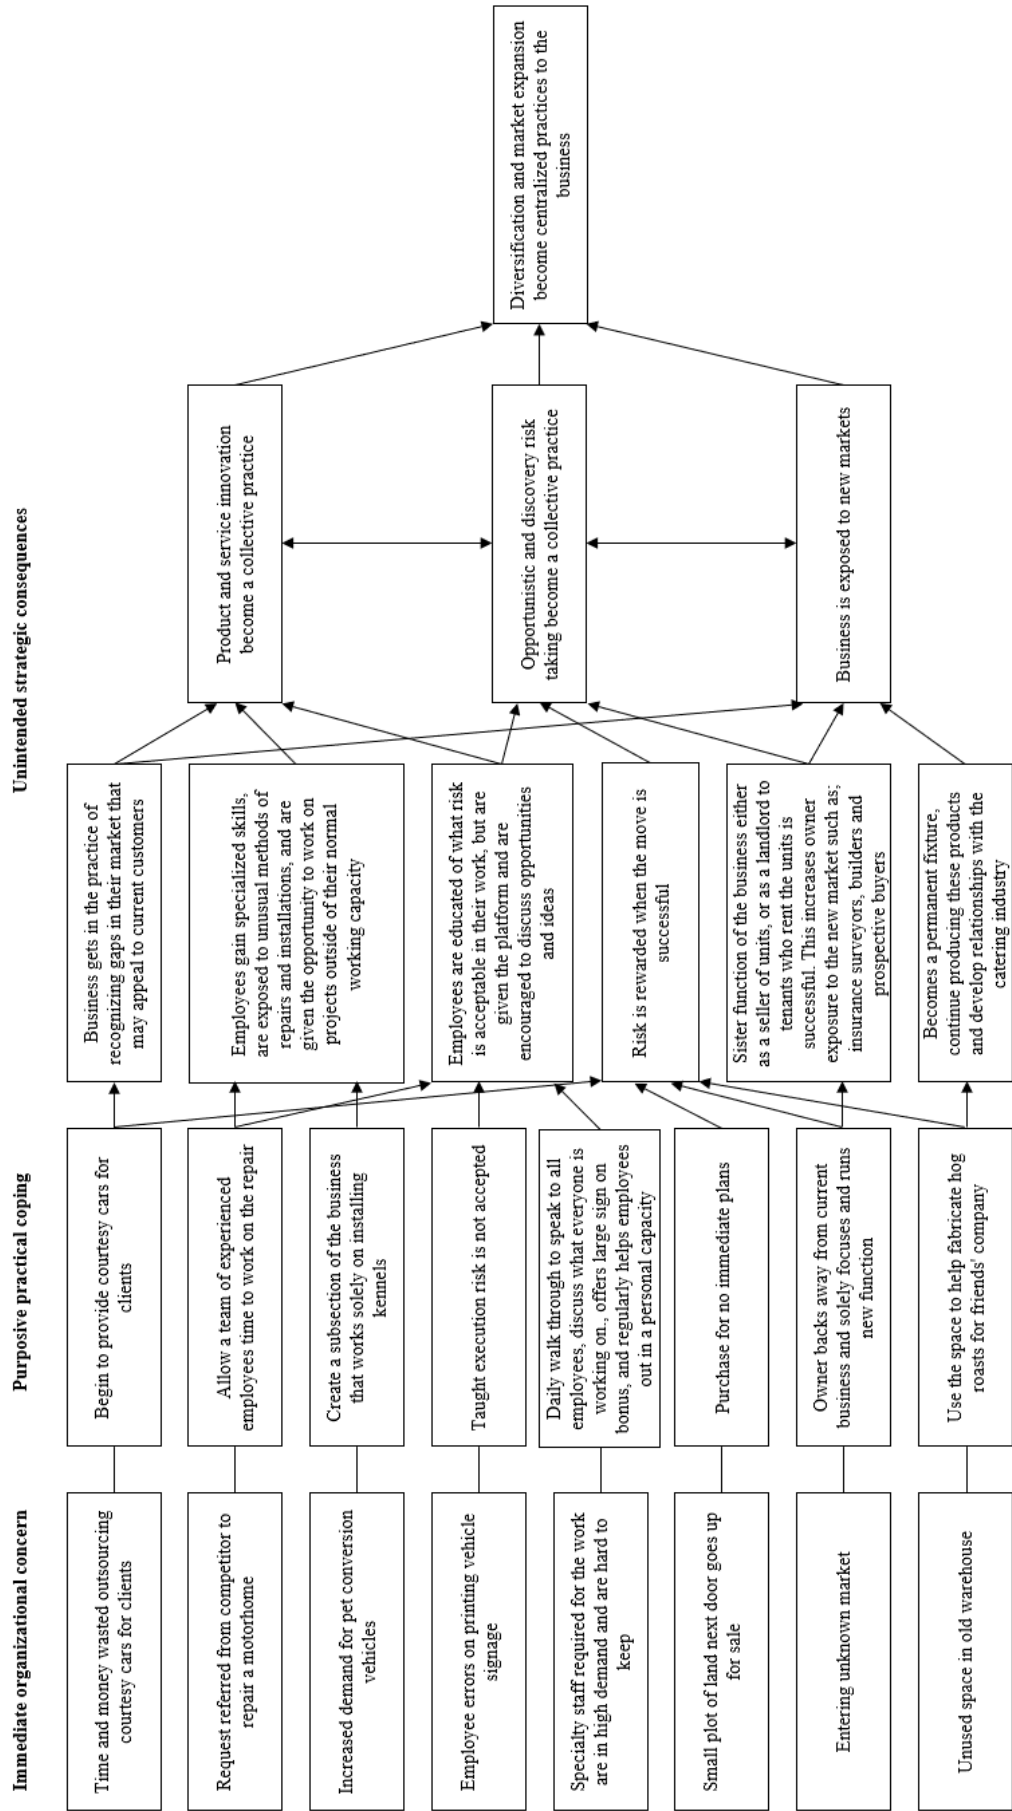 Immediate organizational concern
Purposive practical coping
Unintended strategic consequences
Time and money wasted outsourcing
courtesy cars for clients
Request referred from competitor to
repair a motorhome
Increased demand for pet conversion
vehicles
Employee errors on printing vehicle
signage
Specialty staff required for the work
are in high demand and are hard to
keep
Small plot of land next door goes up
for sale
Entering unknown market
Unused space in old warehouse
Begin to provide courtesy cars for
clients
Allow a team of experienced
employees time to work on the repair
Create a subsection of the business
that works solely on installing
kennels
Taught execution risk is not accepted
Daily walk through to speak to all
employees, discuss what everyone is
working on., offers large sign on
bonus, and regularly helps employees
out in a personal capacity
Purchase for no immediate plans
Owner backs away from current
business and solely focuses and runs
new function
Use the space to help fabricate hog
roasts for friends' company
Business gets in the practice of
recognizing gaps in their market that
may appeal to current customers
Employees gain specialized skills,
are exposed to unusual methods of
repairs and installations, and are
given the opportunity to work on
projects outside of their normal
working capacity
Employees are educated of what risk
is acceptable in their work, but are
given the platform and are
encouraged to discuss opportunities
and ideas
Risk is rewarded when the move is
successful
Sister function of the business either
as a seller of units, or as a landlord to
tenants who rent the units is
successful. This increases owner
exposure to the new market such as;
insurance surveyors, builders and
prospective buyers
Becomes a permanent fixture,
continue producing these products
and develop relationships with the
catering industry
Product and service innovation
become a collective practice
Opportunistic and discovery risk
taking become a collective practice
Business is exposed to new markets
Diversification and market expansion
become centralized practices to the
business